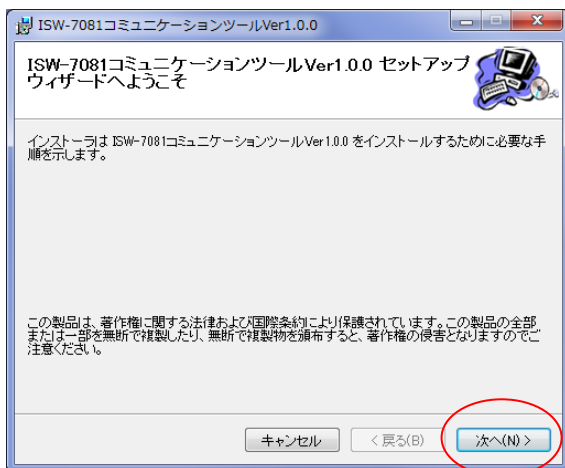 ISW-7081コミュニケーションツールVer1.0.0
ISW-7081コミュニケーションツールVer1.0.0 セットアップ
ウィザードへようこそ
インストーラは ISW-7081コミュニケーションツールVer1.0.0 をインストールするために必要な手
順を示します。
この製品は、著作権に関する法律および国際条約により保護されています。この製品の全部
または一部を無断で複製したり、無断で複製物を頒布すると、著作権の侵害となりますのでご
注意ください。
キャンセル
< 戻る(B)
次へ(N) >